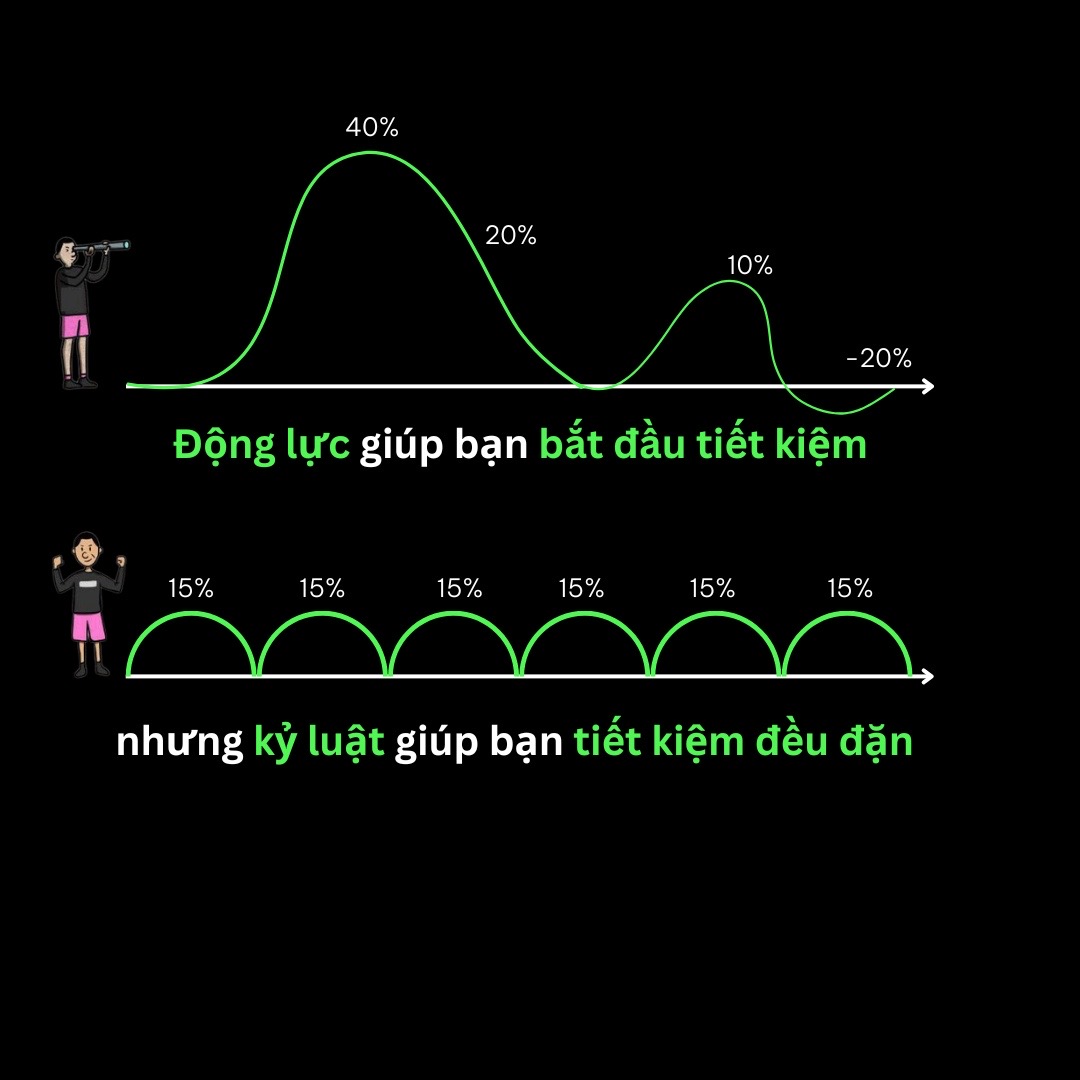 40%
20%
10%
-20%
Động lực giúp bạn bắt đầu tiết kiệm
15% 15% 15% 15% 15% 15%
nhưng kỷ luật giúp bạn tiết kiệm đều đặn